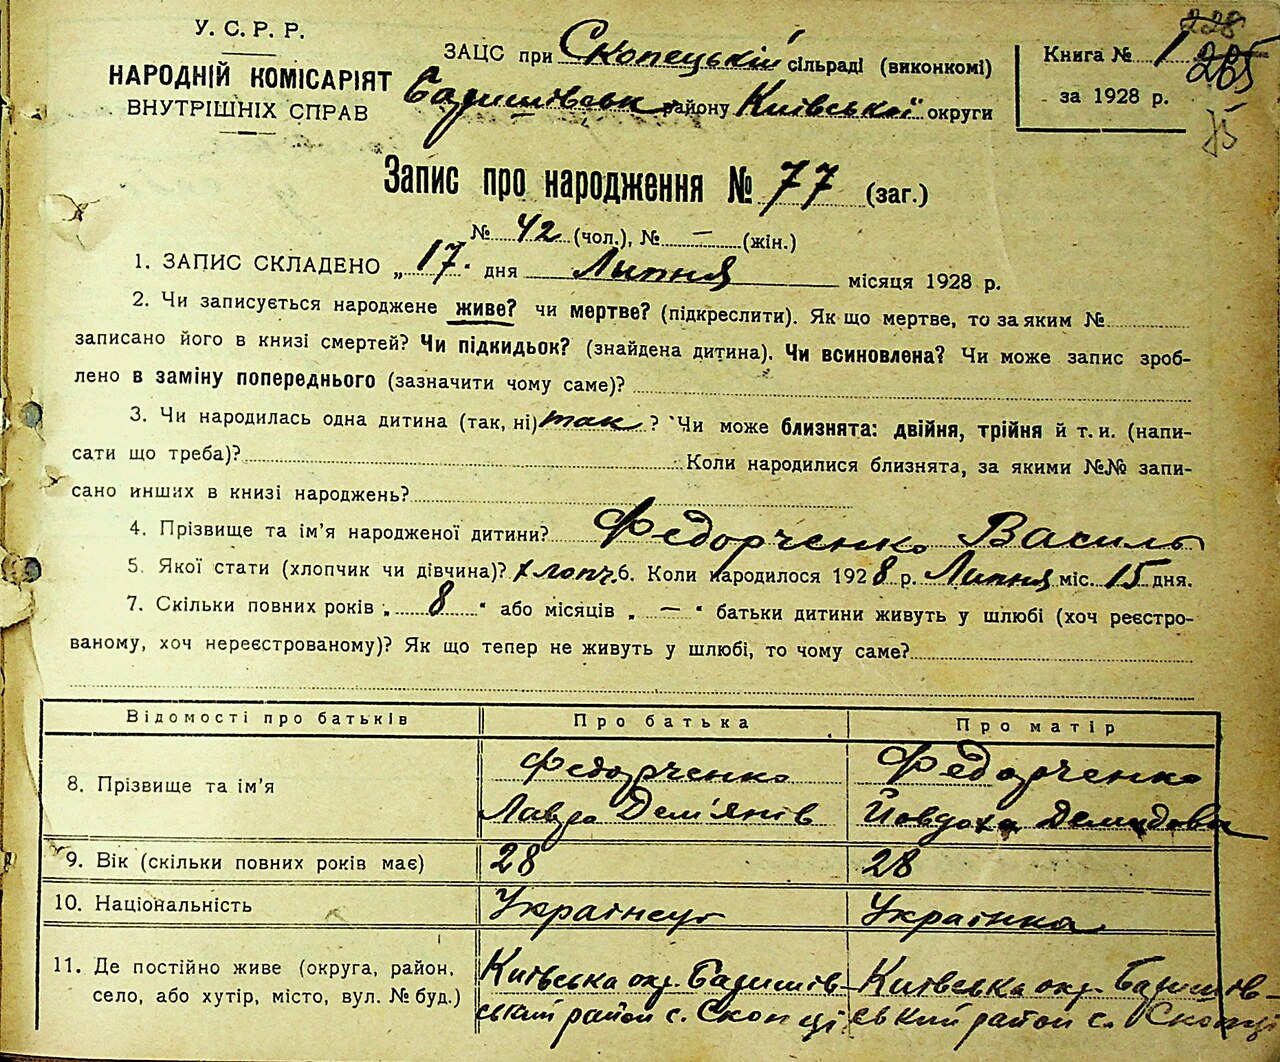 У. С. Р. Р.
НАРОДНІЙ КОМІСАРІЯТ
ВНУТРІШНІХ СПРАВ
ЗАЦС при Скопецькій сільраді (виконкомі)
Баришівськ району Київської округи
Книга № 1
за 1928 р.
228
265
Запис про народження № 77 (заг.)
№ 42 (чол.), № — (жін.)
1. ЗАПИС СКЛАДЕНО „17" дня Липня місяця 1928 р.
2. Чи записується народжене живе? чи мертве? (підкреслити). Як що мертве, то за яким №
записано його в книзі смертей? Чи підкидьок? (знайдена дитина). Чи всиновлена? Чи може запис зроб-
лено в заміну попереднього (зазначити чому саме)?
3. Чи народилась одна дитина (так, ні) так ? Чи може близнята: двійня, трійня й т. и. (напи-
сати що треба)? Коли народилися близнята, за якими №№ запи-
сано инших в книзі народжень?
4. Прізвище та ім'я народженої дитини? Федорченко Василь
5. Якої стати (хлопчик чи дівчина)? хлопч. 6. Коли народилося 1928 р. Липня міс. 15 дня.
7. Скільки повних років „ 8 " або місяців „ — " батьки дитини живуть у шлюбі (хоч реєстро-
ваному, хоч нереєстрованому)? Як що тепер не живуть у шлюбі, то чому саме?
Відомості про батьків Про батька Про матір
8. Прізвище та ім'я Федорченко Лавро Дем'янів Федорченко Йовдоха Демидова
9. Вік (скільки повних років має) 28 28
10. Національність Українець Українка
11. Де постійно живе (округа, район, Київська окр. Баришів- Київська окр. Баришів-
село, або хутір, місто, вул. № буд.) ський район с. Скопці ський район с. Скопці